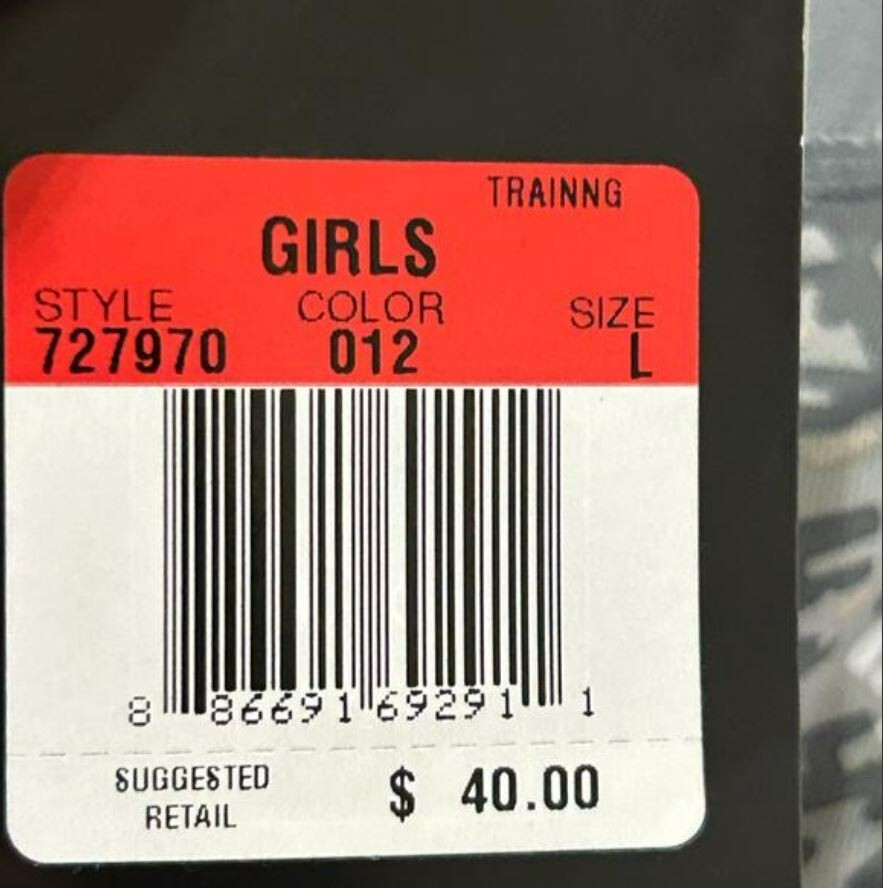 TRAINNG
GIRLS
STYLE COLOR SIZE
727970 012 L
8 86691 69291 1
SUGGESTED RETAIL $ 40.00